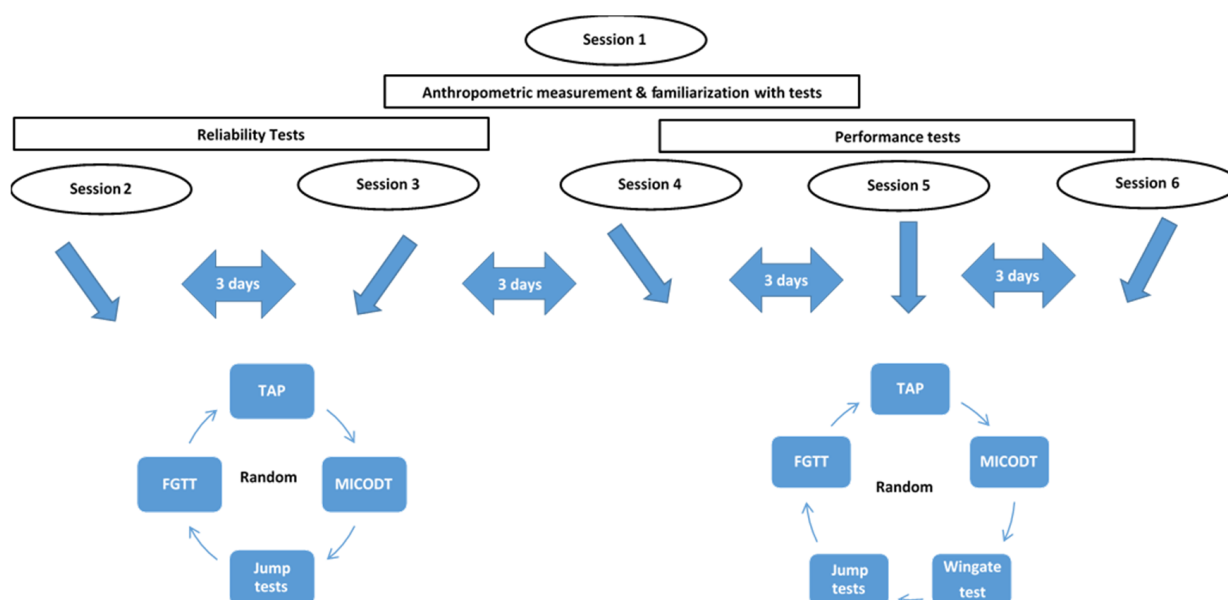 Session 1
Anthropometric measurement & familiarization with tests
Reliability Tests
Performance tests
Session 2
Session 3
Session 4
Session 5
Session 6
3 days
3 days
3 days
3 days
TAP
FGTT
Random
MICODT
Jump
tests
TAP
FGTT
Random
MICODT
Jump
tests
Wingate
test